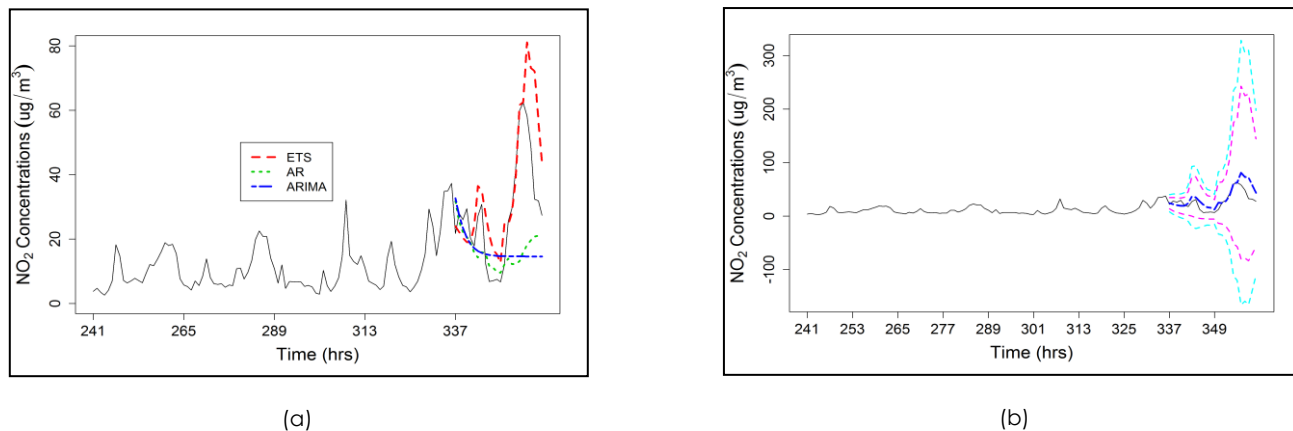 NO₂ Concentrations (ug/m³)
80
60
40
20
0
ETS
AR
ARIMA
241 265 289 313 337
Time (hrs)
(a)
NO₂ Concentrations (ug/m³)
300
200
100
0
-100
241 253 265 277 289 301 313 325 337 349
Time (hrs)
(b)